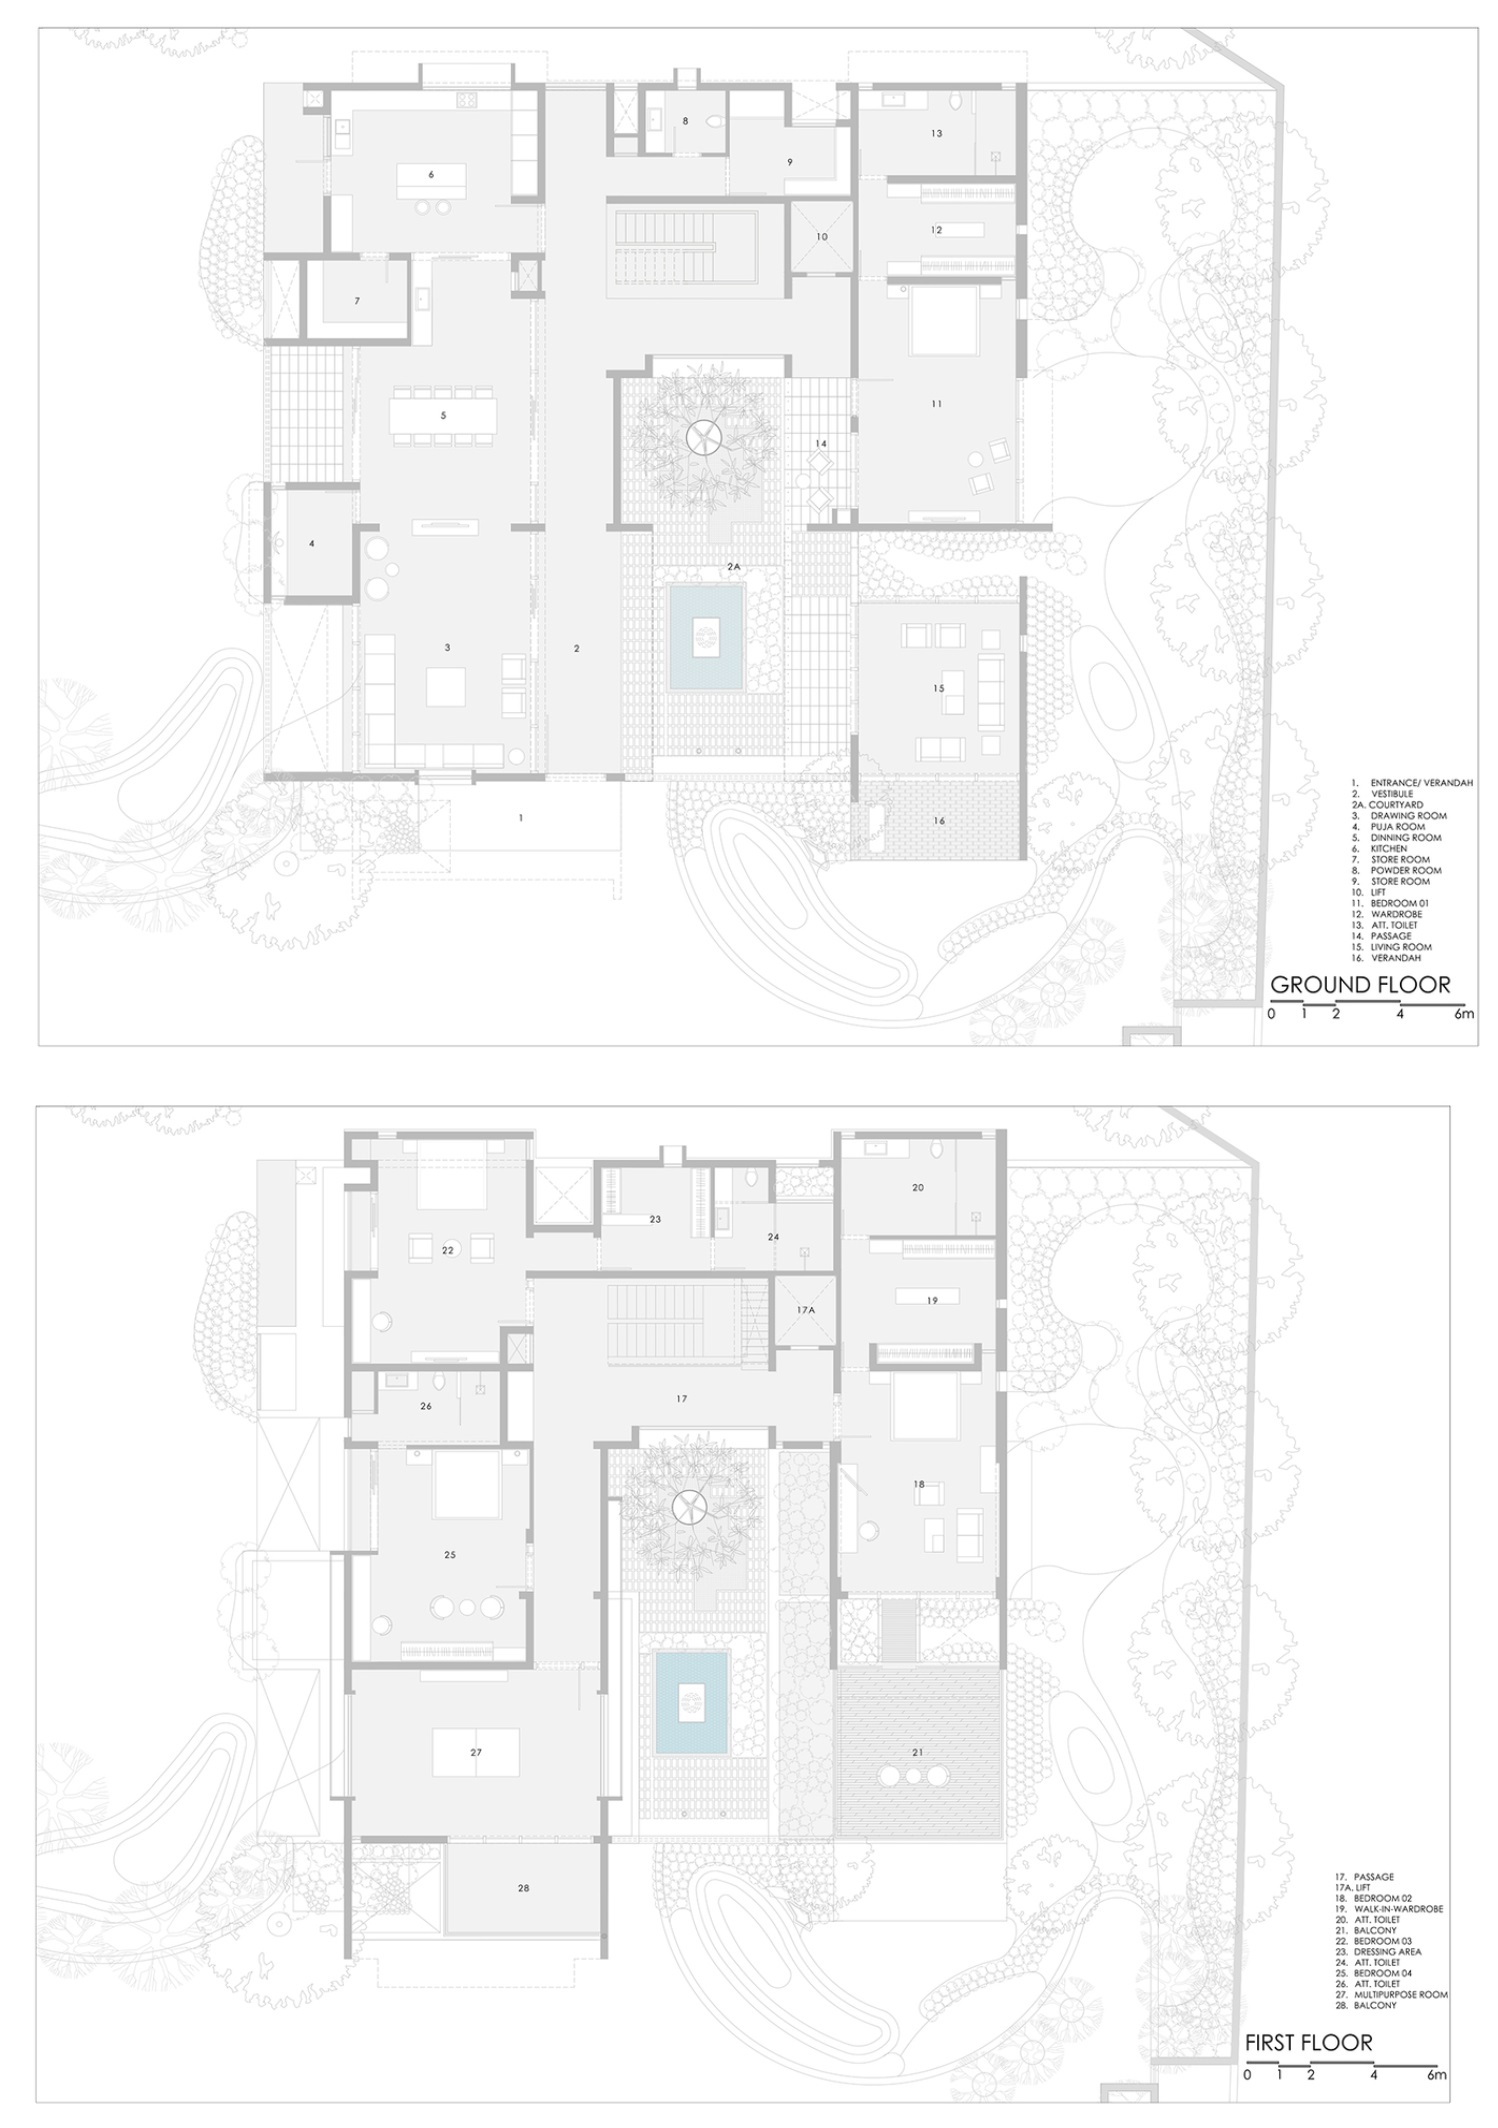 13
8
9
6
12
10
7
11
5
14
4
2A
3
2
15
16
1
1. ENTRANCE/ VERANDAH
2. VESTIBULE
2A. COURTYARD
3. DRAWING ROOM
4. PUJA ROOM
5. DINNING ROOM
6. KITCHEN
7. STORE ROOM
8. POWDER ROOM
9. STORE ROOM
10. LIFT
11. BEDROOM 01
12. WARDROBE
13. ATT. TOILET
14. PASSAGE
15. LIVING ROOM
16. VERANDAH
GROUND FLOOR
0 1 2 4 6m
20
23
24
22
19
17A
17
26
18
25
27
21
28
17. PASSAGE
17A. LIFT
18. BEDROOM 02
19. WALK-IN-WARDROBE
20. ATT. TOILET
21. BALCONY
22. BEDROOM 03
23. DRESSING AREA
24. ATT. TOILET
25. BEDROOM 04
26. ATT. TOILET
27. MULTIPURPOSE ROOM
28. BALCONY
FIRST FLOOR
0 1 2 4 6m